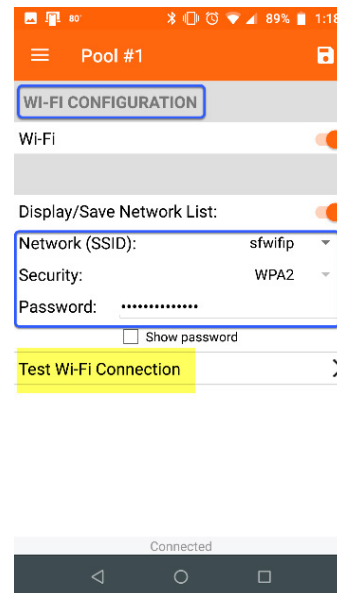 80° 89% 1:18
Pool #1
WI-FI CONFIGURATION
Wi-Fi
Display/Save Network List:
Network (SSID): sfwifip
Security: WPA2
Password: ••••••••••••••
Show password
Test Wi-Fi Connection
Connected